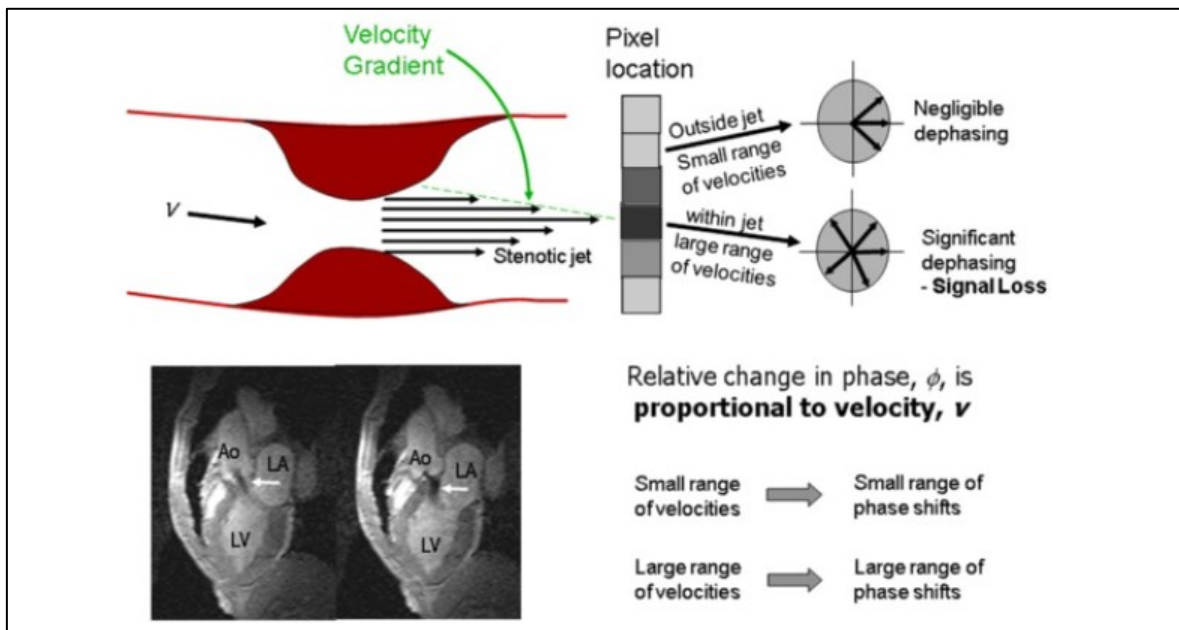 Velocity
Gradient
Pixel
location
V
Stenotic jet
Outside jet
Small range
of velocities
Negligible
dephasing
within jet
large range
of velocities
Significant
dephasing
- Signal Loss
Ao
LA
LV
Ao
LA
LV
Relative change in phase, ϕ, is
proportional to velocity, v
Small range
of velocities
Small range of
phase shifts
Large range
of velocities
Large range of
phase shifts